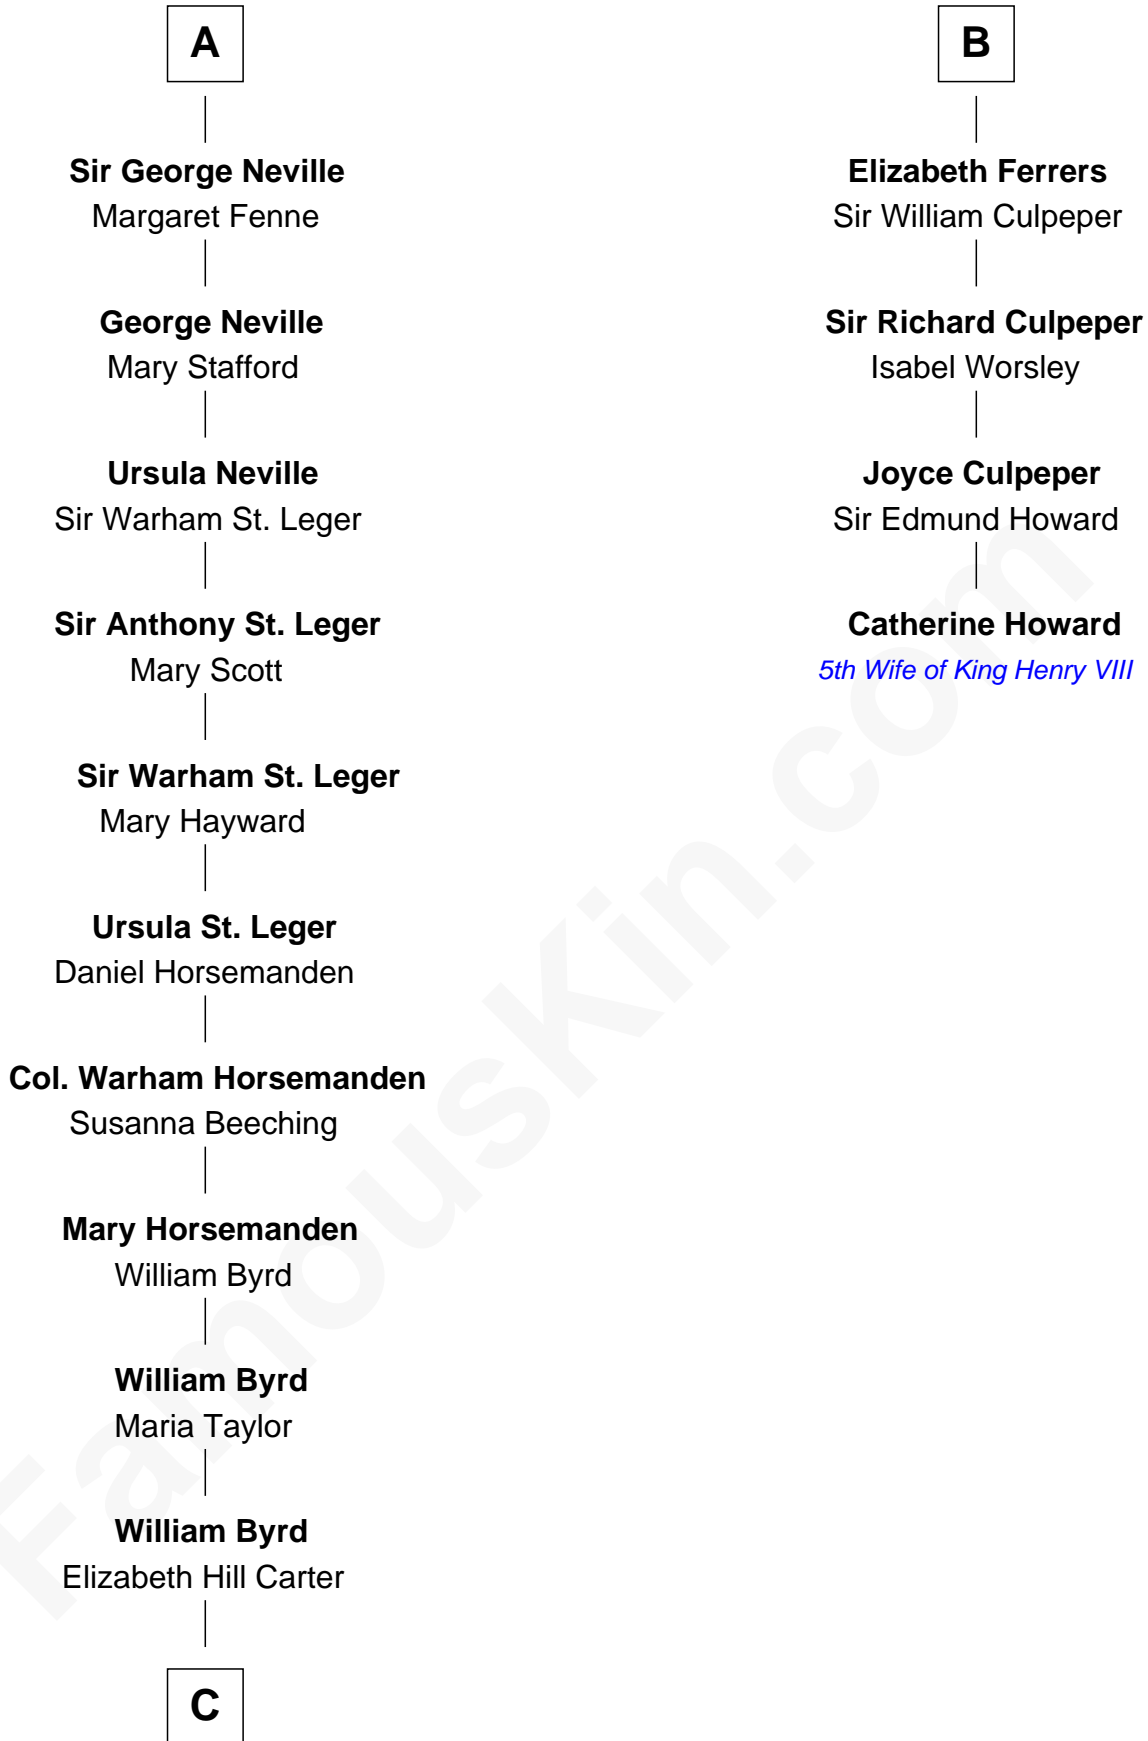 A
Sir George Neville
Margaret Fenne
George Neville
Mary Stafford
Ursula Neville
Sir Warham St. Leger
Sir Anthony St. Leger
Mary Scott
Sir Warham St. Leger
Mary Hayward
Ursula St. Leger
Daniel Horsemanden
Col. Warham Horsemanden
Susanna Beeching
Mary Horsemanden
William Byrd
William Byrd
Maria Taylor
William Byrd
Elizabeth Hill Carter
C
B
Elizabeth Ferrers
Sir William Culpeper
Sir Richard Culpeper
Isabel Worsley
Joyce Culpeper
Sir Edmund Howard
Catherine Howard
5th Wife of King Henry VIII
FamousKin.com